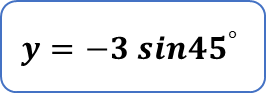 y = −3 sin45°